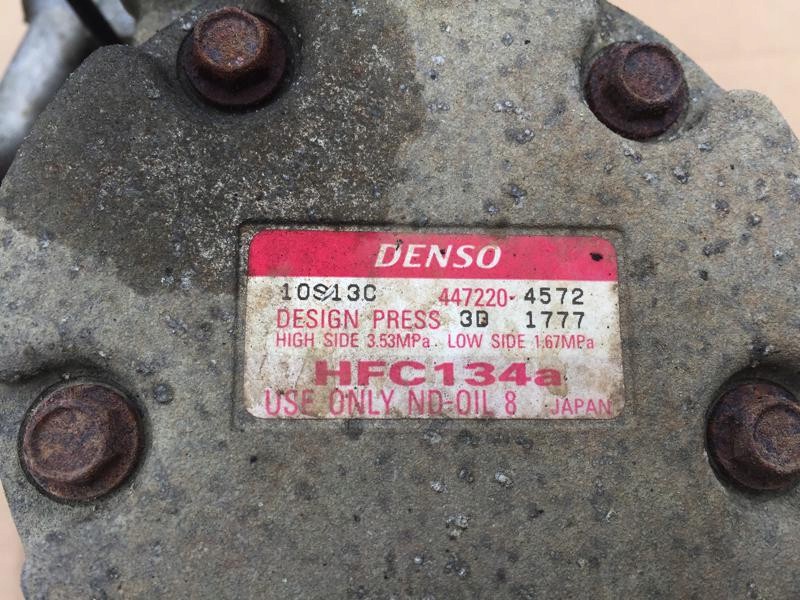 DENSO
10S13C 447220-4572
DESIGN PRESS 3D 1777
HIGH SIDE 3.53MPa LOW SIDE 1.67MPa
HFC134a
USE ONLY ND-OIL 8 JAPAN